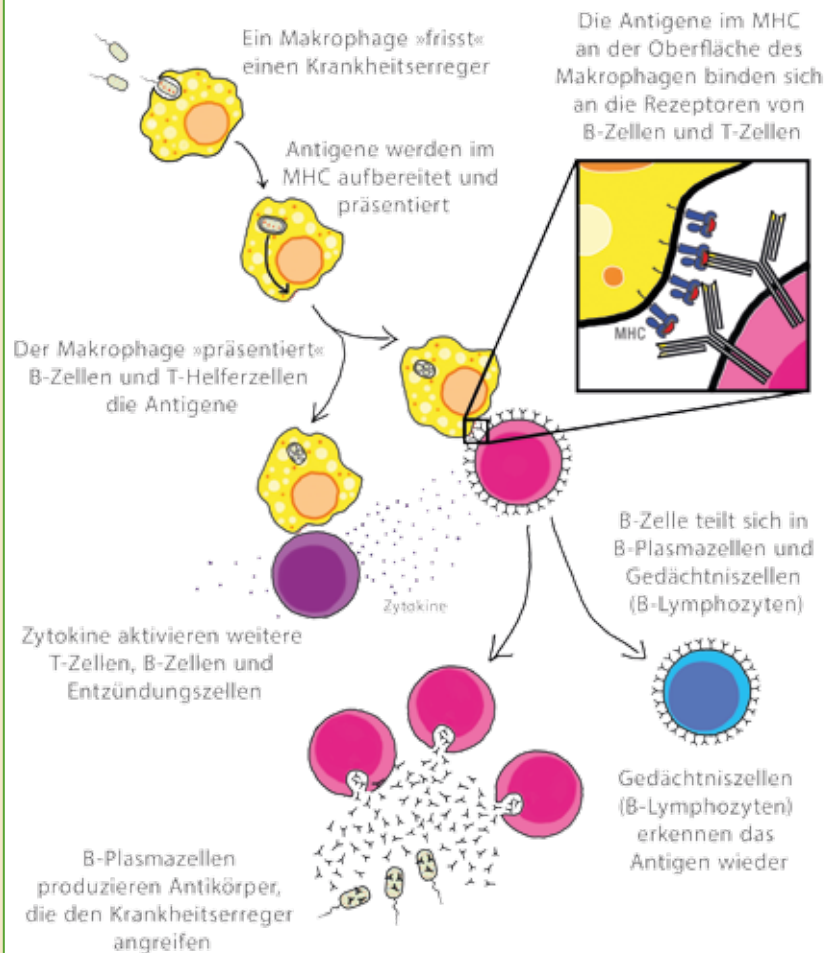 Ein Makrophage »frisst«
einen Krankheitserreger
Die Antigene im MHC
an der Oberfläche des
Makrophagen binden sich
an die Rezeptoren von
B-Zellen und T-Zellen
Antigene werden im
MHC aufbereitet und
präsentiert
MHC
Der Makrophage »präsentiert«
B-Zellen und T-Helferzellen
die Antigene
B-Zelle teilt sich in
B-Plasmazellen und
Gedächtniszellen
(B-Lymphozyten)
Zytokine
Zytokine aktivieren weitere
T-Zellen, B-Zellen und
Entzündungszellen
Gedächtniszellen
(B-Lymphozyten)
erkennen das
Antigen wieder
B-Plasmazellen
produzieren Antikörper,
die den Krankheitserreger
angreifen